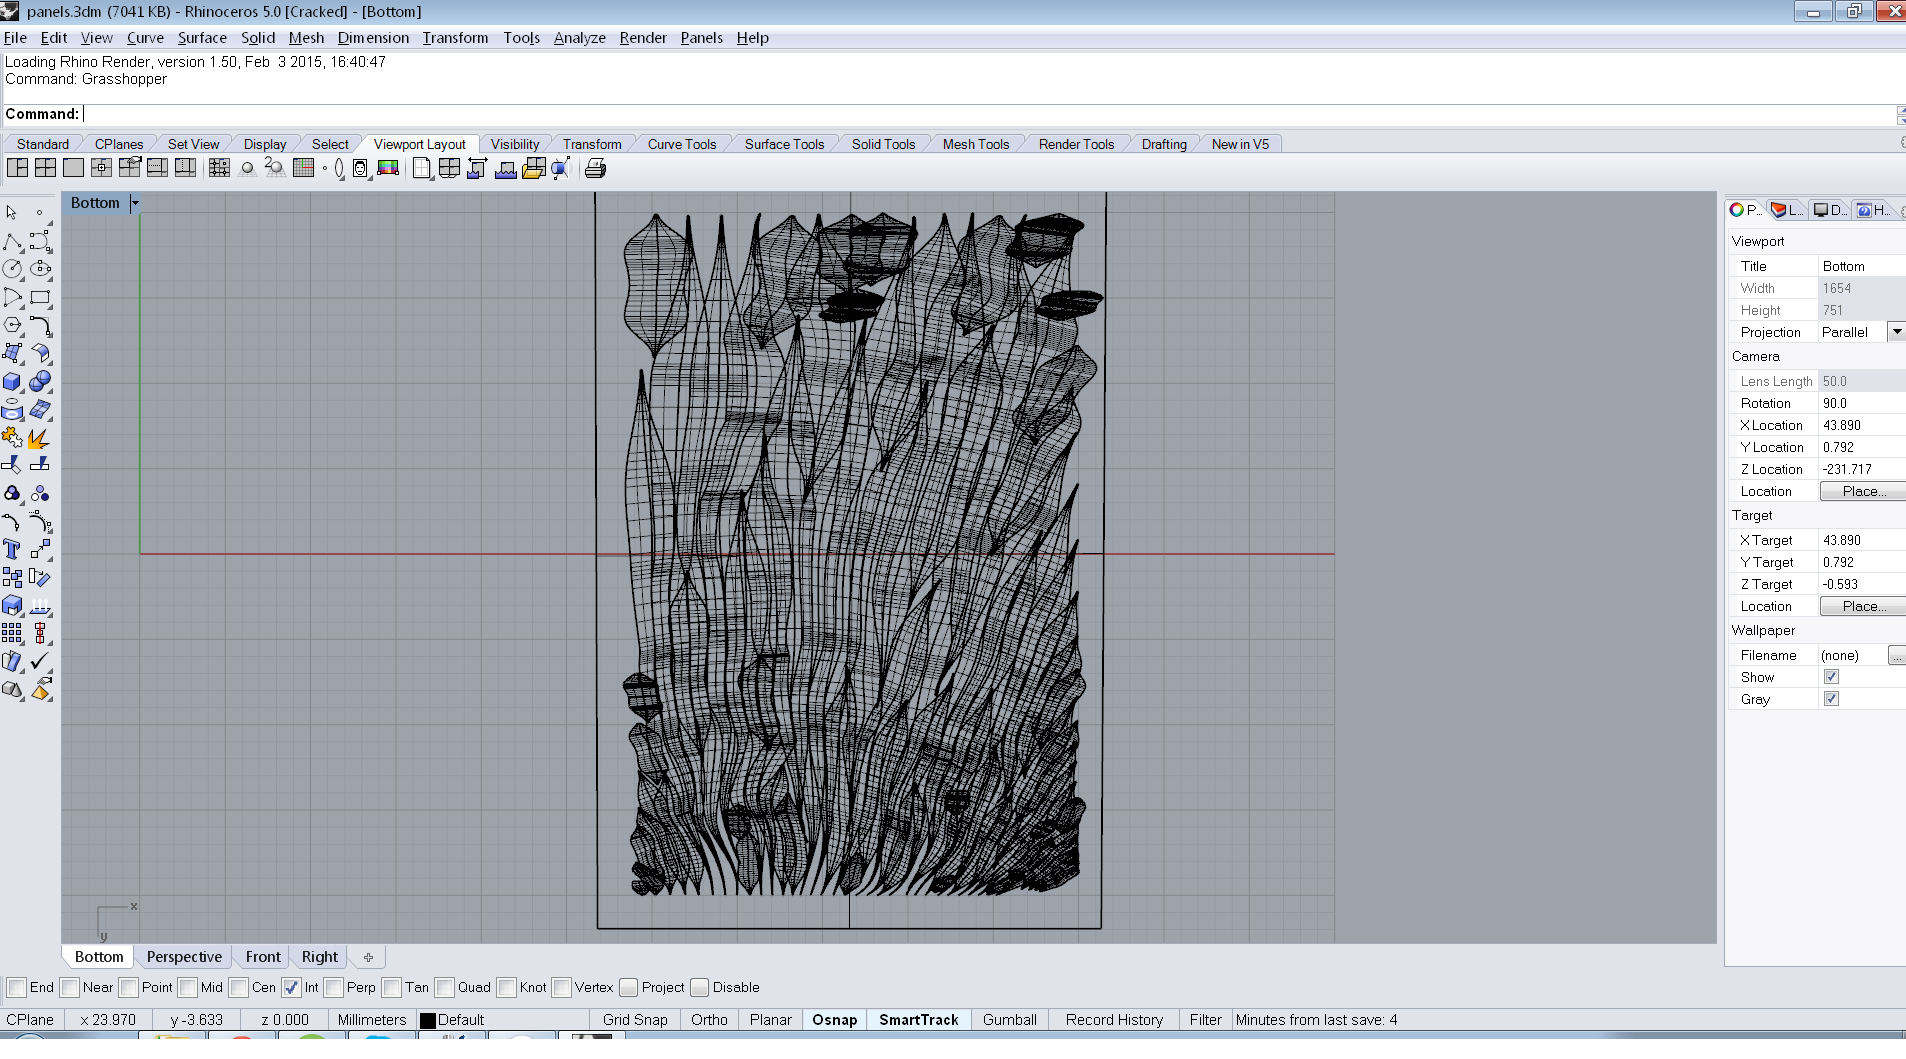 panels.3dm (7041 KB) - Rhinoceros 5.0 [Cracked] - [Bottom]
File Edit View Curve Surface Solid Mesh Dimension Transform Tools Analyze Render Panels Help
Loading Rhino Render, version 1.50, Feb 3 2015, 16:40:47
Command: Grasshopper
Command:
Standard CPlanes Set View Display Select Viewport Layout Visibility Transform Curve Tools Surface Tools Solid Tools Mesh Tools Render Tools Drafting New in V5
Bottom
P... L... D... H...
Viewport
Title Bottom
Width 1654
Height 751
Projection Parallel
Camera
Lens Length 50.0
Rotation 90.0
X Location 43.890
Y Location 0.792
Z Location -231.717
Location Place...
Target
X Target 43.890
Y Target 0.792
Z Target -0.593
Location Place...
Wallpaper
Filename (none) ...
Show
Gray
x
y
Bottom Perspective Front Right
End Near Point Mid Cen Int Perp Tan Quad Knot Vertex Project Disable
CPlane x 23.970 y -3.633 z 0.000 Millimeters Default Grid Snap Ortho Planar Osnap SmartTrack Gumball Record History Filter Minutes from last save: 4